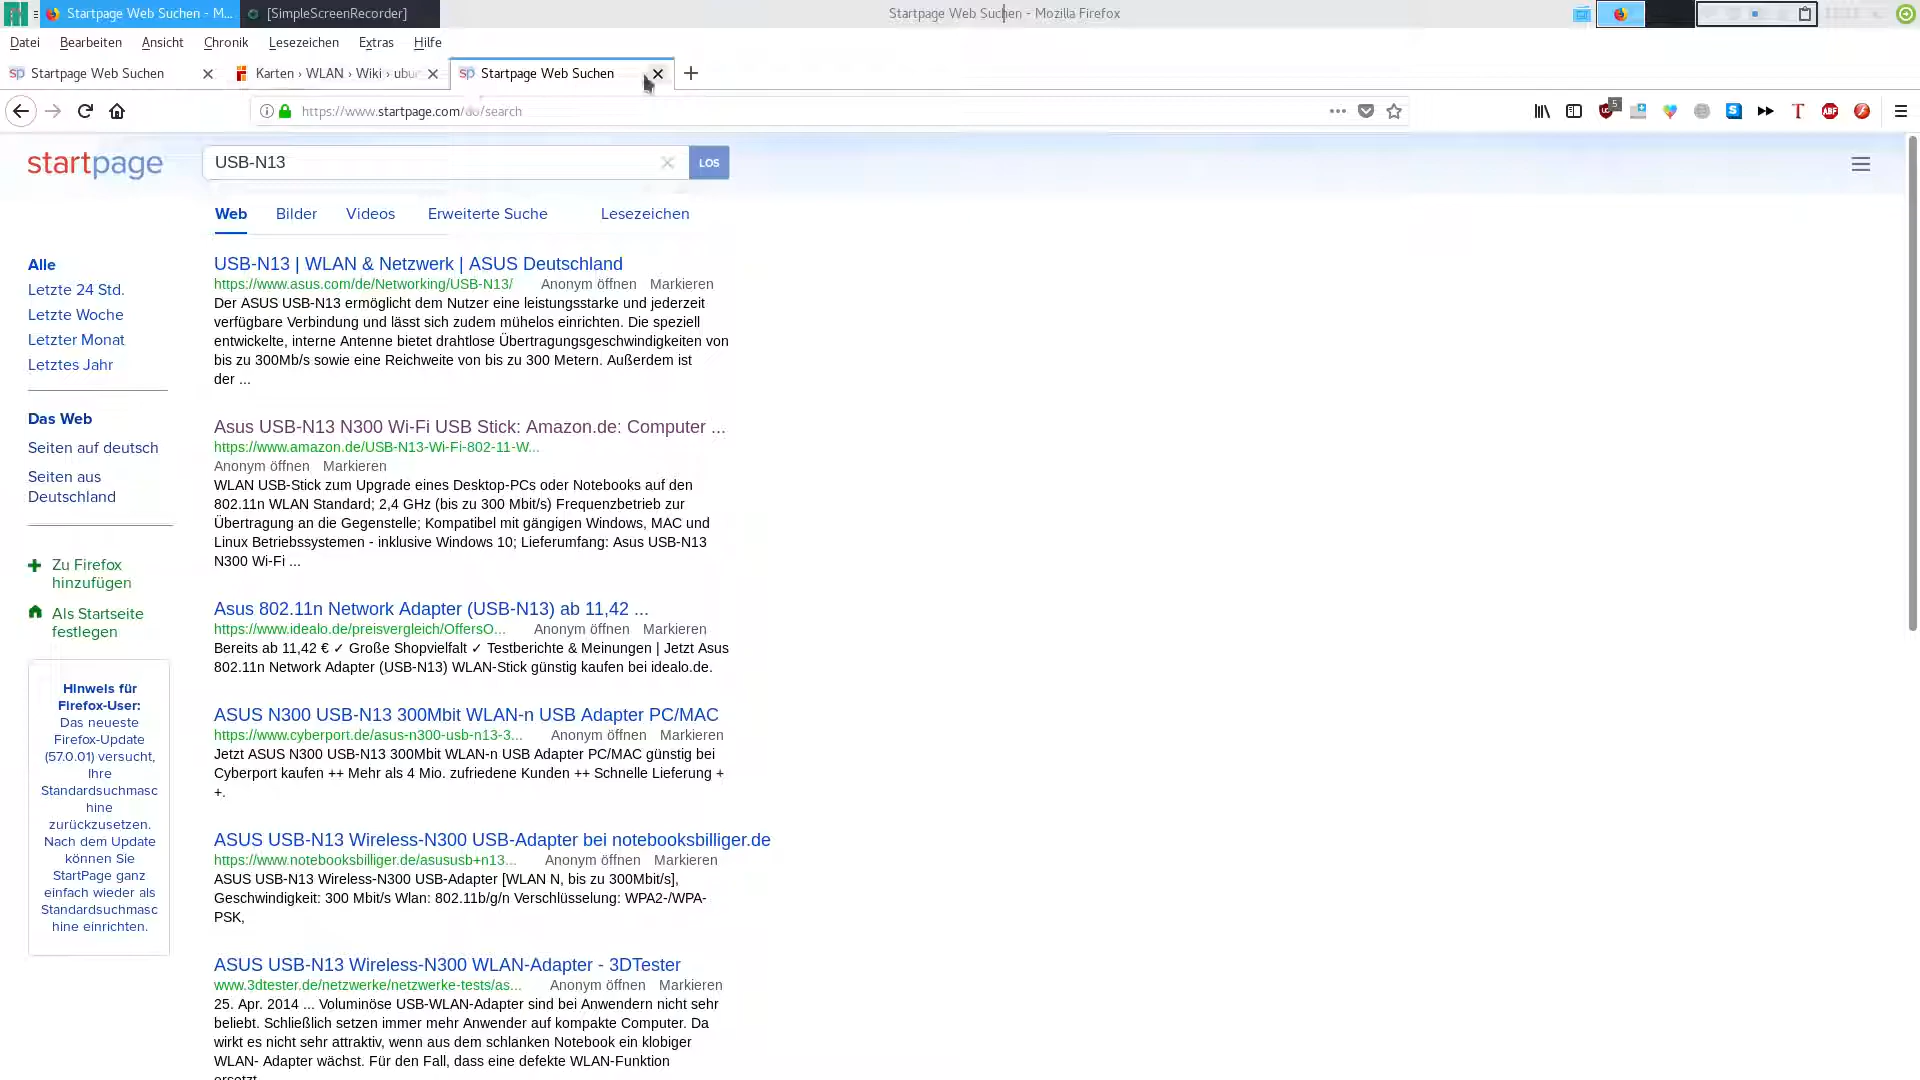 Startpage Web Suchen - M...
[SimpleScreenRecorder]
Startpage Web Suchen - Mozilla Firefox
Datei Bearbeiten Ansicht Chronik Lesezeichen Extras Hilfe
sp Startpage Web Suchen
Karten › WLAN › Wiki › ubu
sp Startpage Web Suchen
https://www.startpage.com/do/search
5
S
T
ABP
startpage
USB-N13
LOS
Web Bilder Videos Erweiterte Suche Lesezeichen
Alle
Letzte 24 Std.
Letzte Woche
Letzter Monat
Letztes Jahr
Das Web
Seiten auf deutsch
Seiten aus
Deutschland
Zu Firefox
hinzufügen
Als Startseite
festlegen
Hinweis für
Firefox-User:
Das neueste
Firefox-Update
(57.0.01) versucht,
Ihre
Standardsuchmasc
hine
zurückzusetzen.
Nach dem Update
können Sie
StartPage ganz
einfach wieder als
Standardsuchmasc
hine einrichten.
USB-N13 | WLAN & Netzwerk | ASUS Deutschland
https://www.asus.com/de/Networking/USB-N13/ Anonym öffnen Markieren
Der ASUS USB-N13 ermöglicht dem Nutzer eine leistungsstarke und jederzeit
verfügbare Verbindung und lässt sich zudem mühelos einrichten. Die speziell
entwickelte, interne Antenne bietet drahtlose Übertragungsgeschwindigkeiten von
bis zu 300Mb/s sowie eine Reichweite von bis zu 300 Metern. Außerdem ist
der ...
Asus USB-N13 N300 Wi-Fi USB Stick: Amazon.de: Computer ...
https://www.amazon.de/USB-N13-Wi-Fi-802-11-W...
Anonym öffnen Markieren
WLAN USB-Stick zum Upgrade eines Desktop-PCs oder Notebooks auf den
802.11n WLAN Standard; 2,4 GHz (bis zu 300 Mbit/s) Frequenzbetrieb zur
Übertragung an die Gegenstelle; Kompatibel mit gängigen Windows, MAC und
Linux Betriebssystemen - inklusive Windows 10; Lieferumfang: Asus USB-N13
N300 Wi-Fi ...
Asus 802.11n Network Adapter (USB-N13) ab 11,42 ...
https://www.idealo.de/preisvergleich/OffersO... Anonym öffnen Markieren
Bereits ab 11,42 € ✓ Große Shopvielfalt ✓ Testberichte & Meinungen | Jetzt Asus
802.11n Network Adapter (USB-N13) WLAN-Stick günstig kaufen bei idealo.de.
ASUS N300 USB-N13 300Mbit WLAN-n USB Adapter PC/MAC
https://www.cyberport.de/asus-n300-usb-n13-3... Anonym öffnen Markieren
Jetzt ASUS N300 USB-N13 300Mbit WLAN-n USB Adapter PC/MAC günstig bei
Cyberport kaufen ++ Mehr als 4 Mio. zufriedene Kunden ++ Schnelle Lieferung +
+.
ASUS USB-N13 Wireless-N300 USB-Adapter bei notebooksbilliger.de
https://www.notebooksbilliger.de/asususb+n13... Anonym öffnen Markieren
ASUS USB-N13 Wireless-N300 USB-Adapter [WLAN N, bis zu 300Mbit/s],
Geschwindigkeit: 300 Mbit/s Wlan: 802.11b/g/n Verschlüsselung: WPA2-/WPA-
PSK,
ASUS USB-N13 Wireless-N300 WLAN-Adapter - 3DTester
www.3dtester.de/netzwerke/netzwerke-tests/as... Anonym öffnen Markieren
25. Apr. 2014 ... Voluminöse USB-WLAN-Adapter sind bei Anwendern nicht sehr
beliebt. Schließlich setzen immer mehr Anwender auf kompakte Computer. Da
wirkt es nicht sehr attraktiv, wenn aus dem schlanken Notebook ein klobiger
WLAN- Adapter wächst. Für den Fall, dass eine defekte WLAN-Funktion